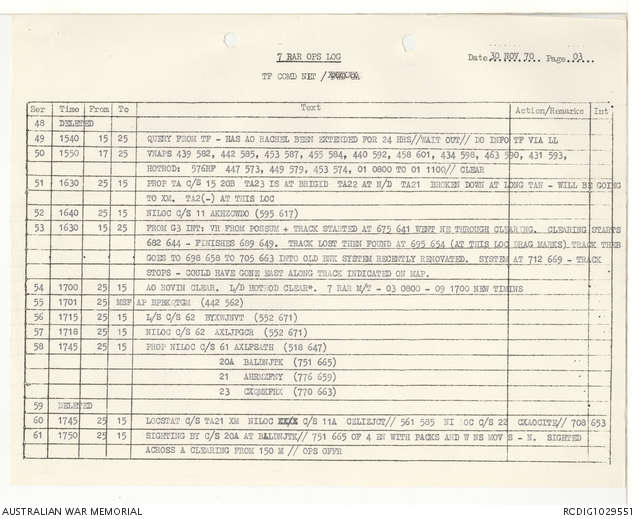 7 RAR OPS LOG
Date 30 NOV 70 Page 03
TF COMD NET /
Ser Time From To Text Action/Remarks Int
48 DELETED
49 1540 15 25 QUERY FROM TF - HAS AO RACHEL BEEN EXTENDED FOR 24 HRS//WAIT OUT// DO INFO TF VIA LL
50 1550 17 25 VMAPS 439 582, 442 585, 453 587, 455 584, 440 592, 458 601, 434 598, 463 590, 431 593,
HOTROD: 576RF 447 573, 449 579, 453 574, 01 0800 TO 01 1100// CLEAR
51 1630 25 15 PROP TA C/S 15 20B TA23 IS AT BRIGID TA22 AT N/D TA21 BROKEN DOWN AT LONG TAN - WILL BE GOING
TO XM. TA2(-) AT THIS LOC
52 1640 25 15 NILOC C/S 11 AKHZOWDO (595 617)
53 1630 25 15 FROM G3 INT: VR FROM POSSUM + TRACK STARTED AT 675 641 WENT NE THROUGH CLEARING. CLEARING STARTS
682 644 - FINISHES 689 649. TRACK LOST THEN FOUND AT 695 654 (AT THIS LOC DRAG MARKS) TRACK THEN
GOES TO 698 658 TO 705 663 INTO OLD BNK SYSTEM RECENTLY RENOVATED. SYSTEM AT 712 669 - TRACK
STOPS - COULD HAVE GONE EAST ALONG TRACK INDICATED ON MAP.
54 1700 25 15 AO ROVIN CLEAR. L/D HOTROD CLEAR*. 7 RAR M/T - 03 0800 - 09 1700 NEW TIMINS
55 1701 25 MSF AP (442 562)
56 1715 25 15 L/S C/S 62 BYXWJNVT (552 671)
57 1718 25 15 NILOC C/S 62 AXLJPGCR (552 671)
58 1745 25 15 PROP NILOC C/S 61 AXLFSATH (518 647)
20A BALDNJTK (751 665)
21 AHRMZFNY (776 659)
23 CXQMKFHX (770 663)
59 DELETED
60 1745 25 15 LOCSTAT C/S TA21 XM NILOC C/S 11A CZLIZJCT// 561 585 NI LOC C/S 22 CXAOCITE// 708 653
61 1750 25 15 SIGHTING BY C/S 20A AT BALDNJTK// 751 665 OF 4 EN WITH PACKS AND W NS MOV S - N. SIGHTED
ACROSS A CLEARING FROM 150 M // OPS OFFR
AUSTRALIAN WAR MEMORIAL
RCDIG1029551